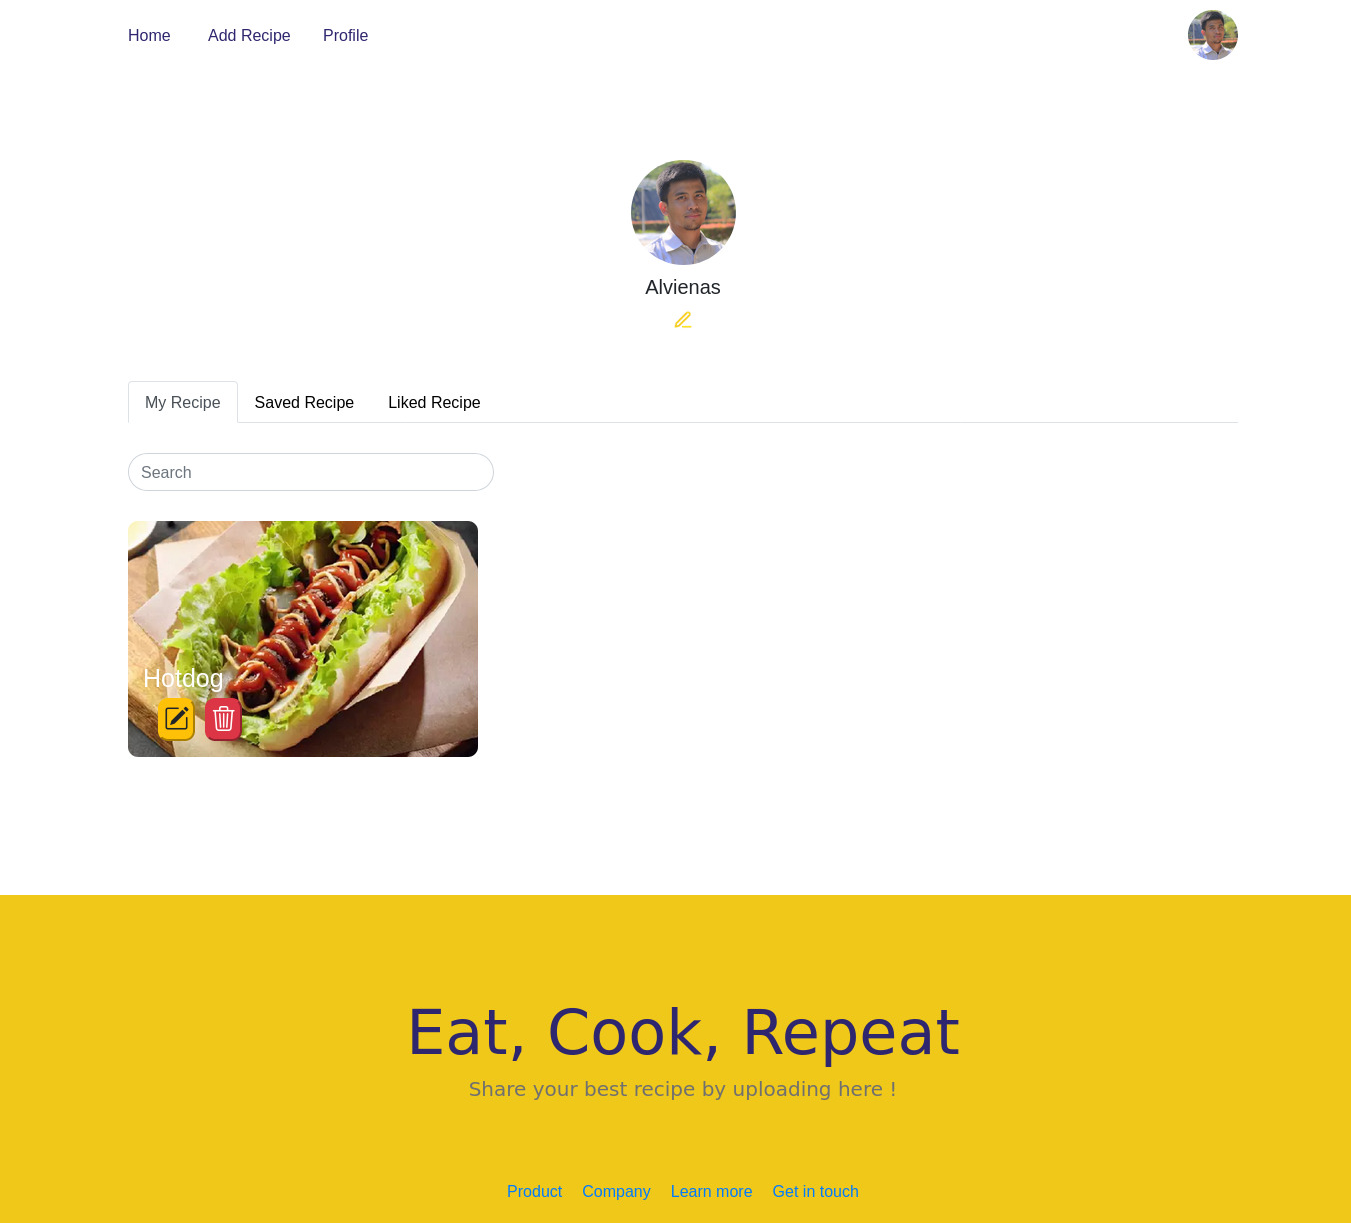 Home Add Recipe Profile
Alvienas
My Recipe Saved Recipe Liked Recipe
Search
Hotdog
Eat, Cook, Repeat
Share your best recipe by uploading here !
Product Company Learn more Get in touch